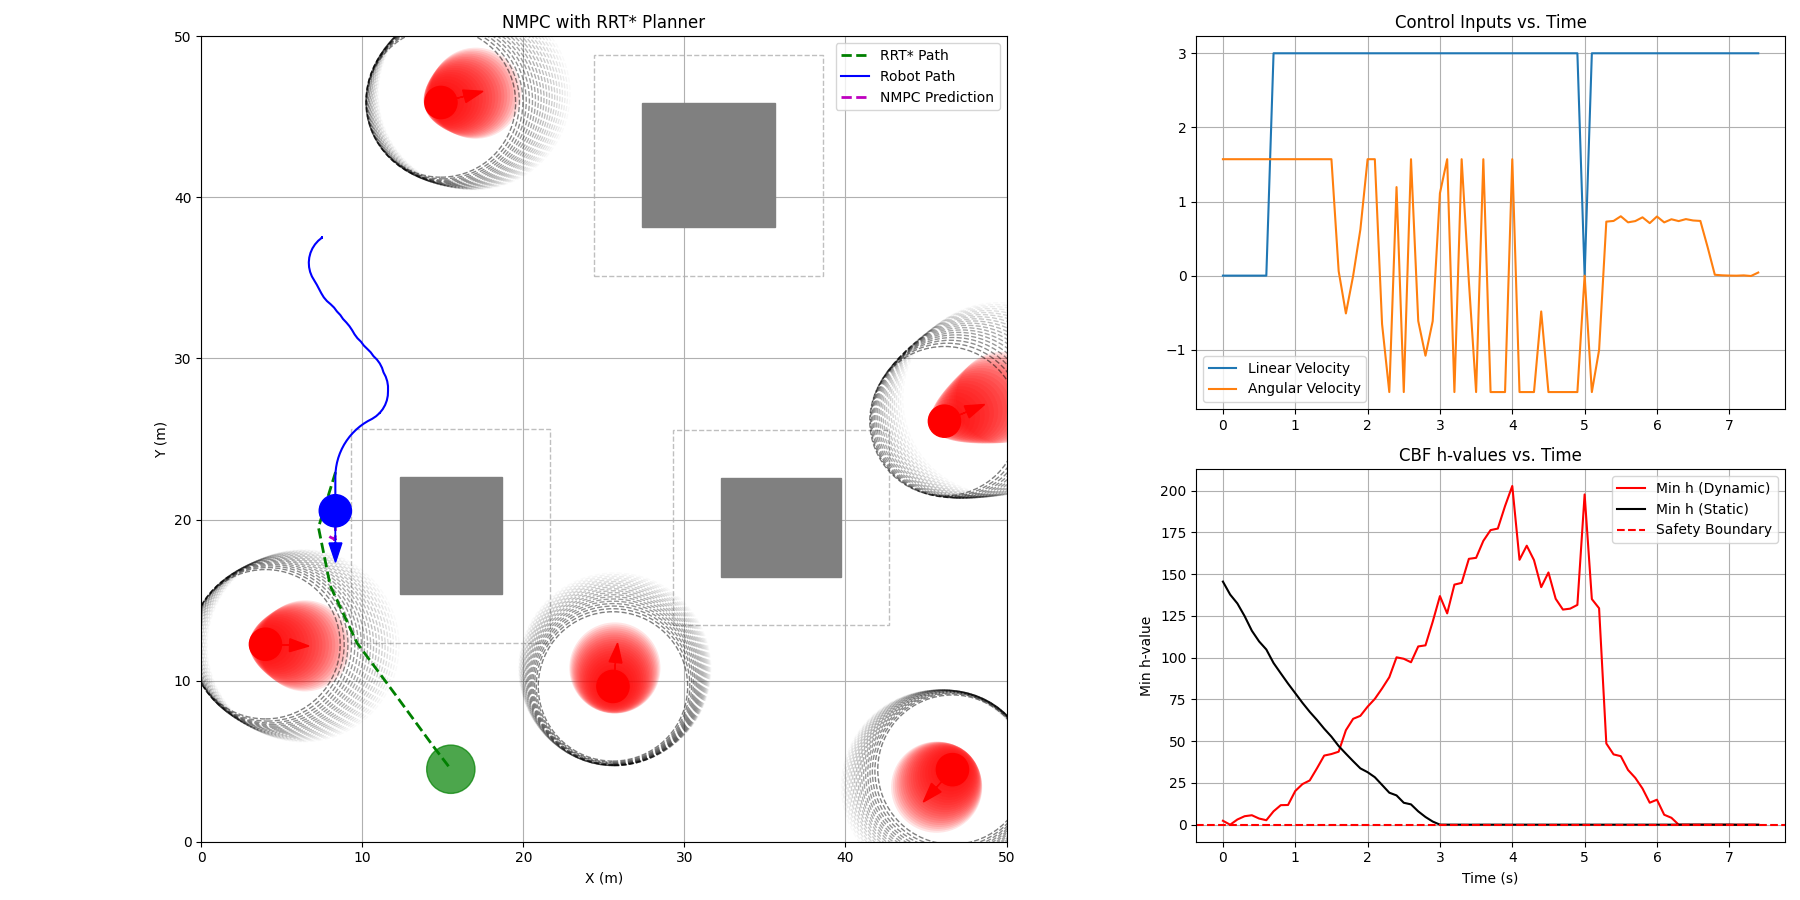 NMPC with RRT* Planner
50
40
30
20
10
0
Y (m)
0 10 20 30 40 50
X (m)
RRT* Path
Robot Path
NMPC Prediction
Control Inputs vs. Time
3
2
1
0
−1
Linear Velocity
Angular Velocity
0 1 2 3 4 5 6 7
CBF h-values vs. Time
200
175
150
125
100
75
50
25
0
Min h-value
Min h (Dynamic)
Min h (Static)
Safety Boundary
0 1 2 3 4 5 6 7
Time (s)